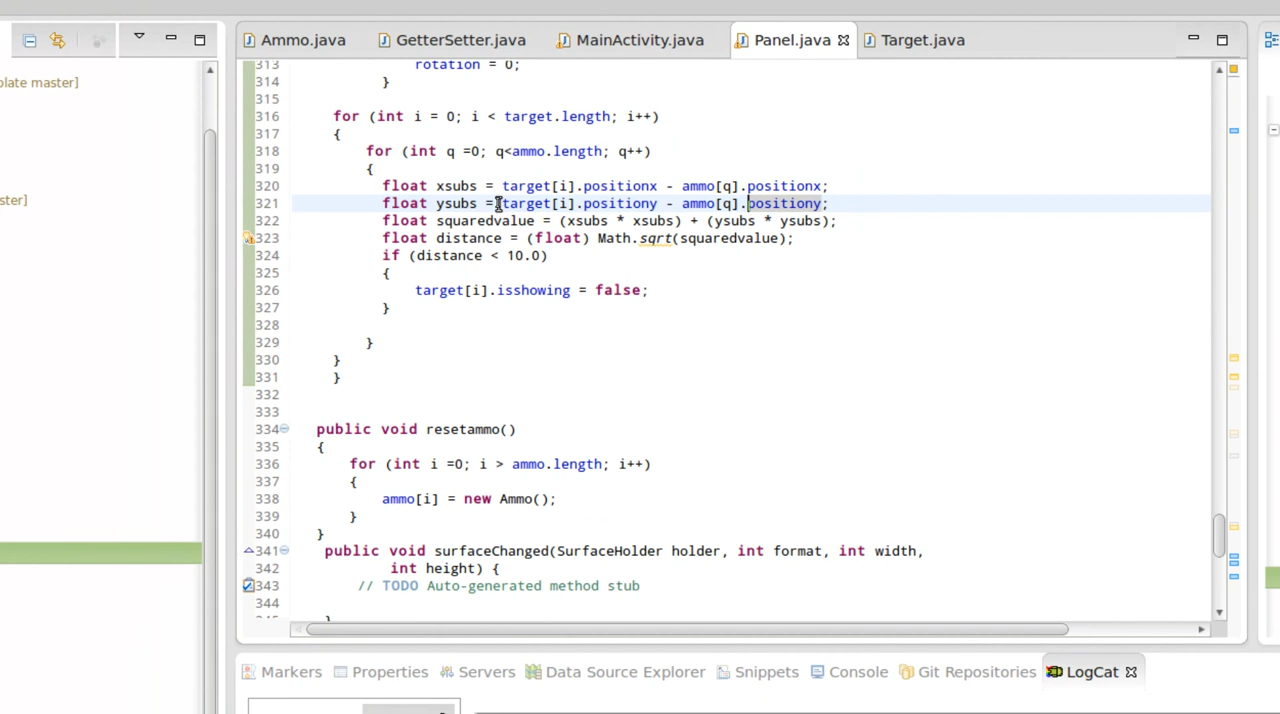 Ammo.java GetterSetter.java MainActivity.java Panel.java Target.java
plate master]
ster]
313 rotation = 0;
314 }
315
316 for (int i = 0; i < target.length; i++)
317 {
318 for (int q =0; q<ammo.length; q++)
319 {
320 float xsubs = target[i].positionx - ammo[q].positionx;
321 float ysubs = target[i].positiony - ammo[q].positiony;
322 float squaredvalue = (xsubs * xsubs) + (ysubs * ysubs);
323 float distance = (float) Math.sqrt(squaredvalue);
324 if (distance < 10.0)
325 {
326 target[i].isshowing = false;
327 }
328
329 }
330 }
331 }
332
333
334 public void resetammo()
335 {
336 for (int i =0; i > ammo.length; i++)
337 {
338 ammo[i] = new Ammo();
339 }
340 }
341 public void surfaceChanged(SurfaceHolder holder, int format, int width,
342 int height) {
343 // TODO Auto-generated method stub
344
Markers Properties Servers Data Source Explorer Snippets Console Git Repositories LogCat